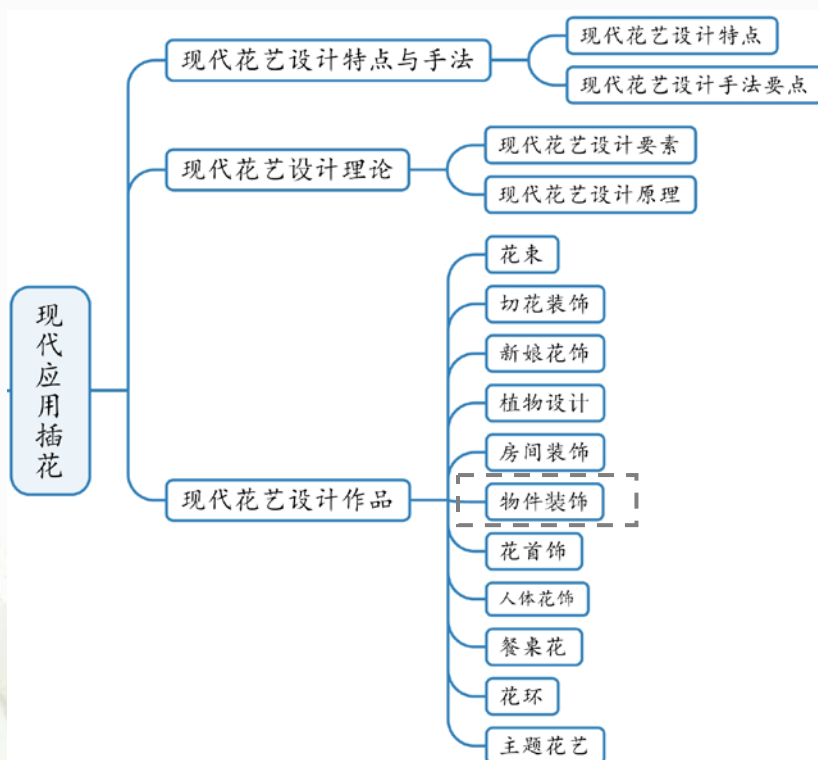 现代应用插花
现代花艺设计特点与手法
现代花艺设计特点
现代花艺设计手法要点
现代花艺设计理论
现代花艺设计要素
现代花艺设计原理
现代花艺设计作品
花束
切花装饰
新娘花饰
植物设计
房间装饰
物件装饰
花首饰
人体花饰
餐桌花
花环
主题花艺